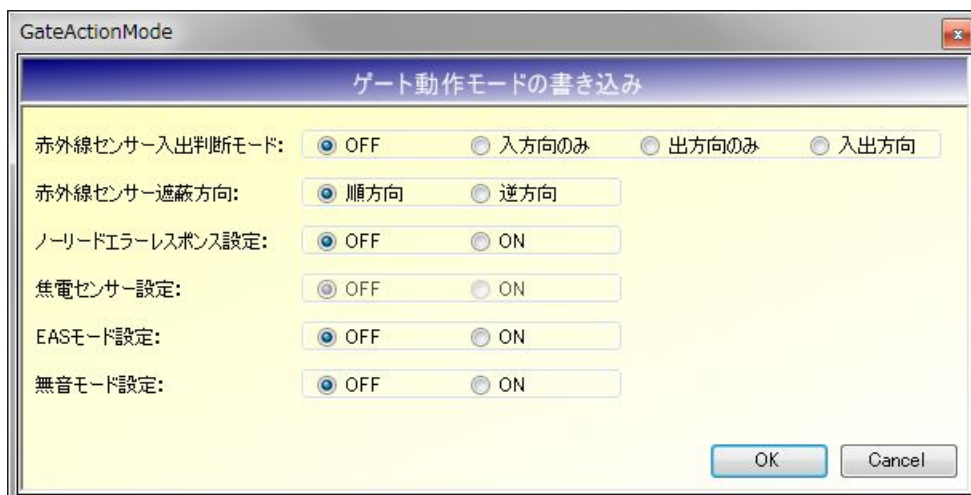 GateActionMode
ゲート動作モードの書き込み
赤外線センサー入出判断モード: OFF 入方向のみ 出方向のみ 入出方向
赤外線センサー遮蔽方向: 順方向 逆方向
ノーリードエラーレスポンス設定: OFF ON
焦電センサー設定: OFF ON
EASモード設定: OFF ON
無音モード設定: OFF ON
OK Cancel